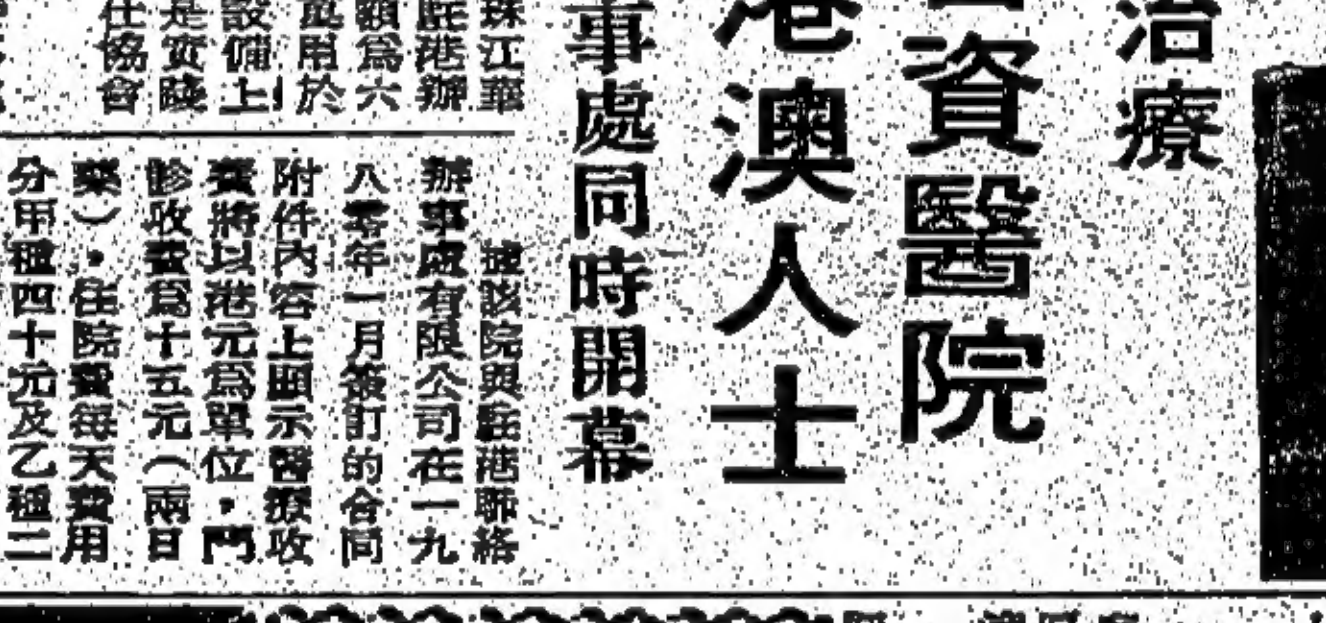 治療
資醫院
港澳人士
事處同時開幕
珠江華
駐港辦
額爲六
萬用於
設備上
是實踐
仕協會
據該院與駐港聯絡
辦事處有限公司在一九
八零年一月簽訂的合同
附件內容上顯示醫療收
費將以港元爲單位，門
診收費爲十五元（兩日
藥），住院費每天費用
分甲種四十元及乙種二